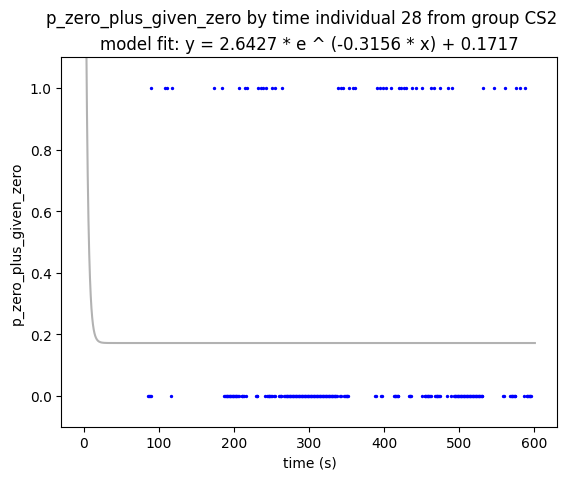 p_zero_plus_given_zero by time individual 28 from group CS2
model fit: y = 2.6427 * e ^ (-0.3156 * x) + 0.1717
1.0
0.8
0.6
0.4
0.2
0.0
p_zero_plus_given_zero
0 100 200 300 400 500 600
time (s)